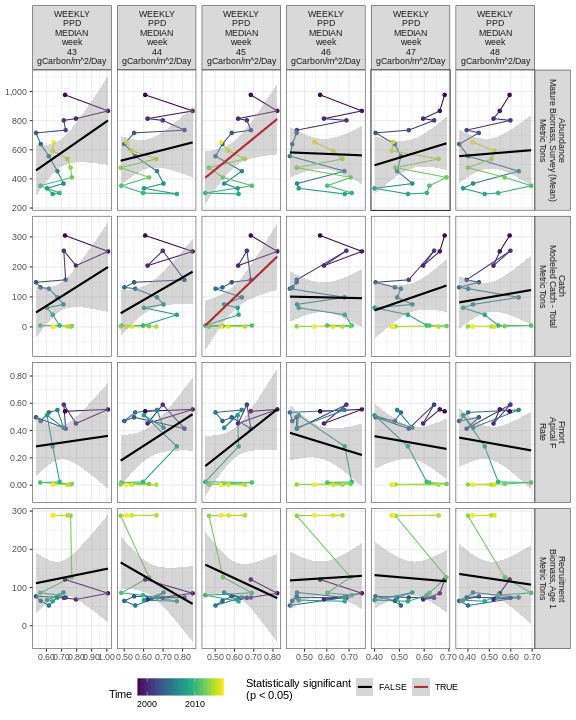 WEEKLY PPD MEDIAN week 43 gCarbon/m^2/Day
WEEKLY PPD MEDIAN week 44 gCarbon/m^2/Day
WEEKLY PPD MEDIAN week 45 gCarbon/m^2/Day
WEEKLY PPD MEDIAN week 46 gCarbon/m^2/Day
WEEKLY PPD MEDIAN week 47 gCarbon/m^2/Day
WEEKLY PPD MEDIAN week 48 gCarbon/m^2/Day
1,000
800
600
400
200
Abundance
Mature Biomass, Survey (Mean)
Metric Tons
300
200
100
0
Catch
Modeled Catch - Total
Metric Tons
0.80
0.60
0.40
0.20
0.00
Fmort
Apical F
Rate
300
200
100
0
Recruitment
Biomass, Age 1
Metric Tons
0.60 0.70 0.80 0.90 1.00
0.50 0.60 0.70 0.80
0.50 0.60 0.70 0.80
0.50 0.60 0.70
0.40 0.50 0.60 0.70
0.40 0.50 0.60 0.70
Time
2000 2010
Statistically significant
(p < 0.05)
FALSE TRUE